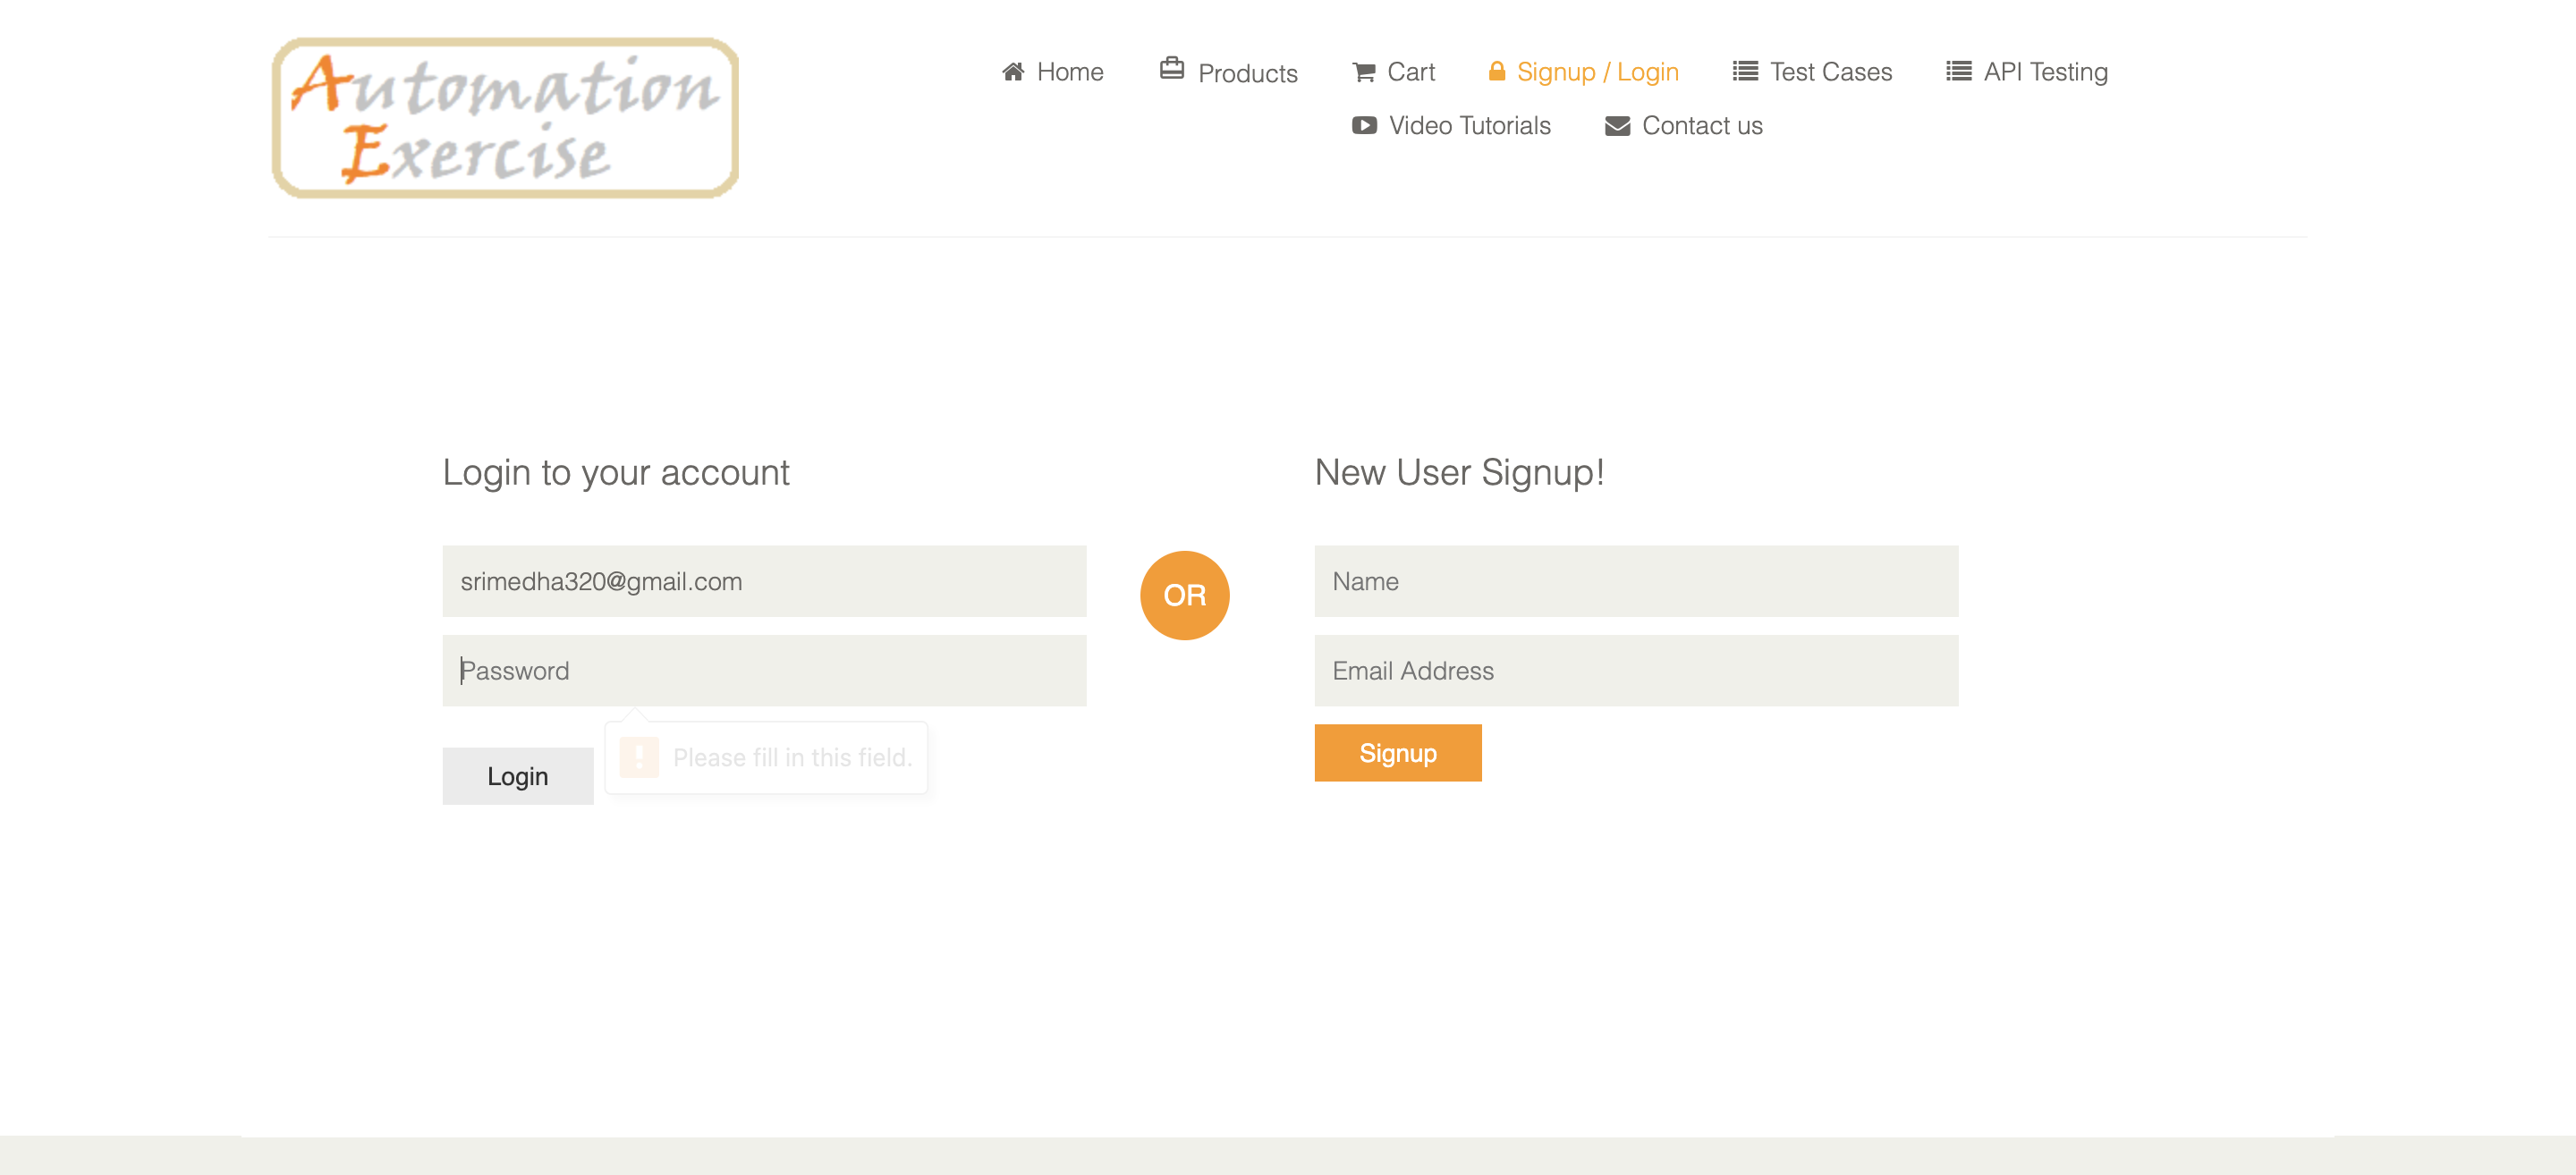 Automation
Exercise
Home Products Cart Signup / Login Test Cases API Testing
Video Tutorials Contact us
Login to your account
srimedha320@gmail.com
Password
Please fill in this field.
Login
OR
New User Signup!
Name
Email Address
Signup